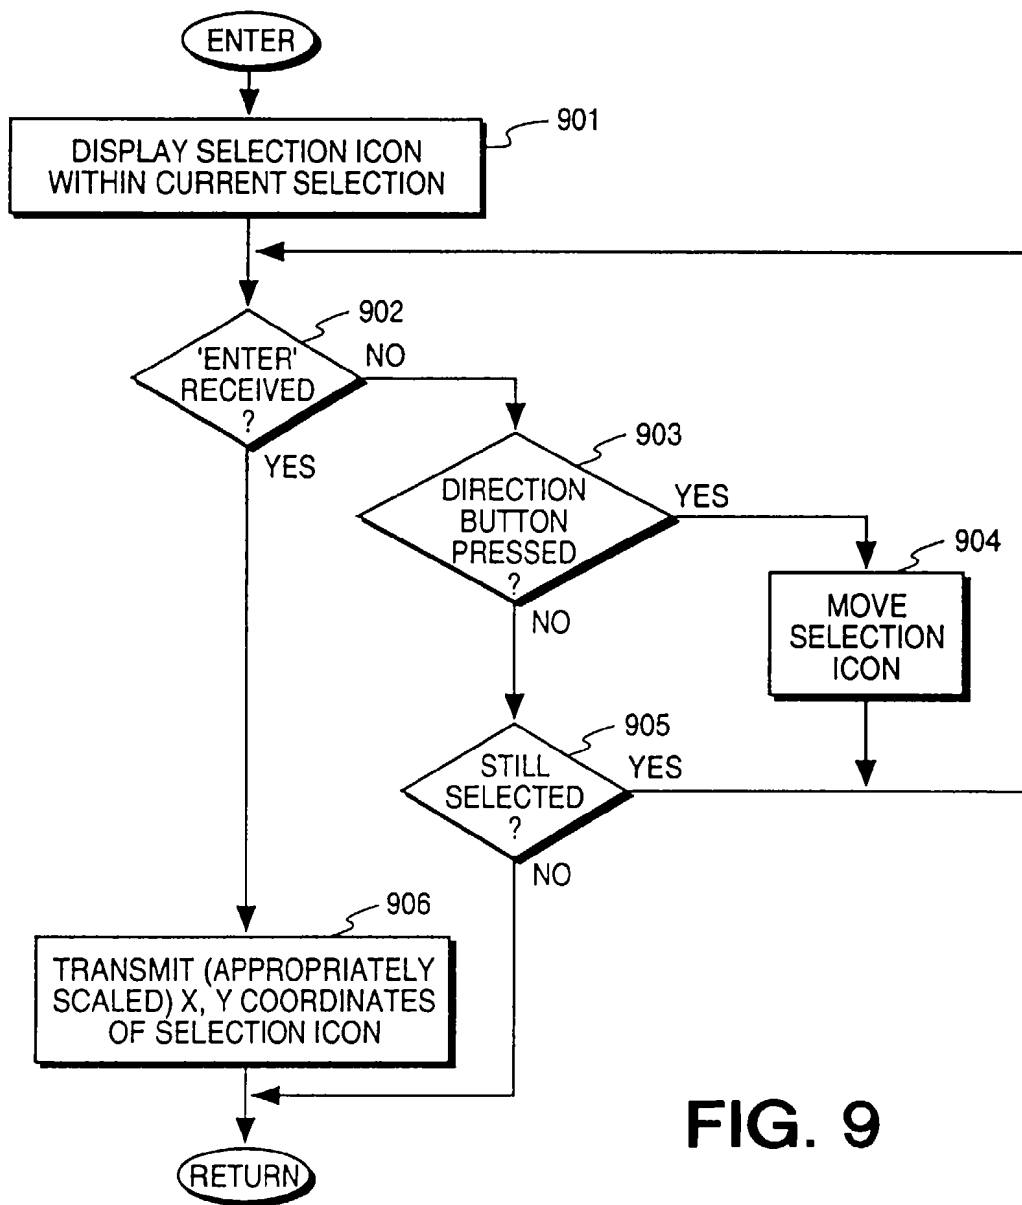 ENTER
901
DISPLAY SELECTION ICON
WITHIN CURRENT SELECTION
902
'ENTER'
RECEIVED
?
NO
YES
903
DIRECTION
BUTTON
PRESSED
?
YES
NO
904
MOVE
SELECTION
ICON
905
STILL
SELECTED
?
YES
NO
906
TRANSMIT (APPROPRIATELY
SCALED) X, Y COORDINATES
OF SELECTION ICON
RETURN
FIG. 9